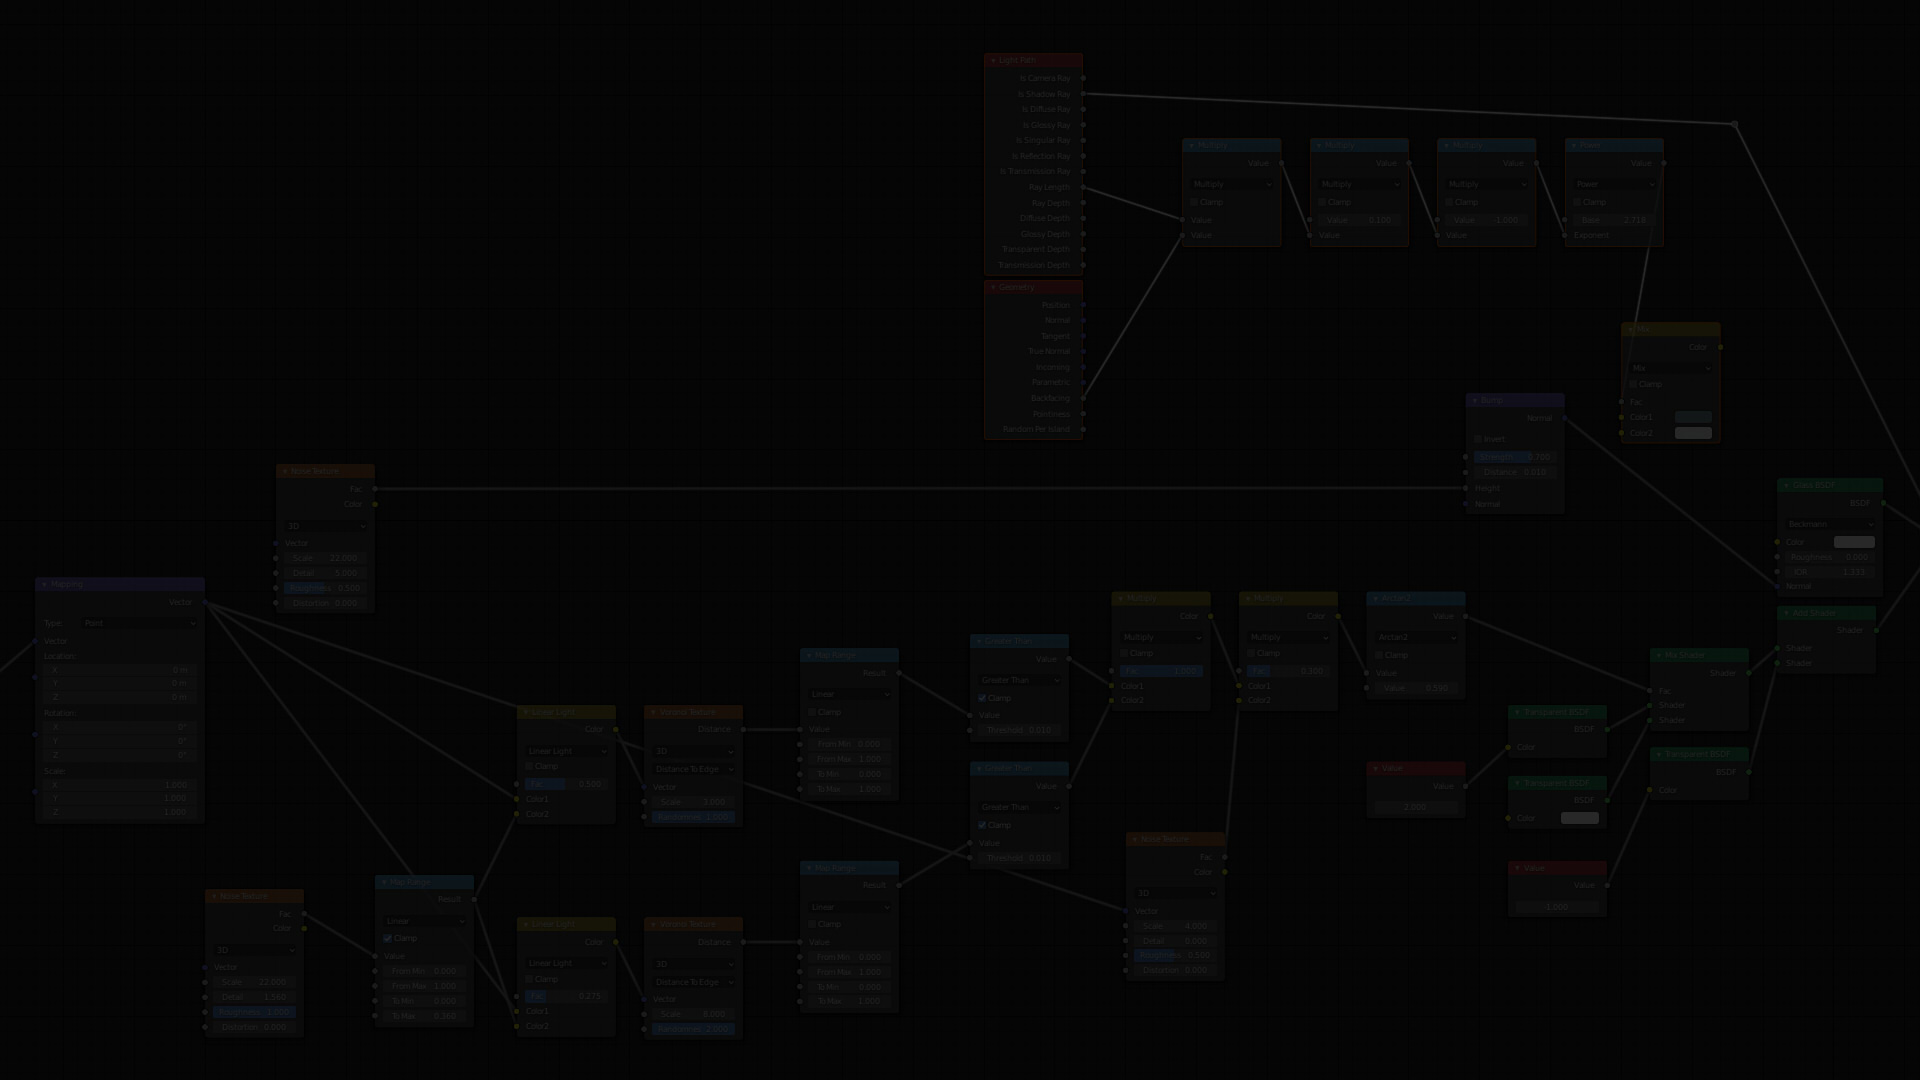 Light Path
Is Camera Ray
Is Shadow Ray
Is Diffuse Ray
Is Glossy Ray
Is Singular Ray
Is Reflection Ray
Is Transmission Ray
Ray Length
Ray Depth
Diffuse Depth
Glossy Depth
Transparent Depth
Transmission Depth
Geometry
Position
Normal
Tangent
True Normal
Incoming
Parametric
Backfacing
Pointiness
Random Per Island
Multiply
Value
Multiply
Clamp
Value
Value
Multiply
Value
Multiply
Clamp
Value 0.100
Value
Multiply
Value
Multiply
Clamp
Value -1.000
Value
Power
Value
Power
Clamp
Base 2.718
Exponent
Mix
Color
Mix
Clamp
Fac
Color1
Color2
Bump
Normal
Invert
Strength 0.700
Distance 0.010
Height
Normal
Noise Texture
Fac
Color
3D
Vector
Scale 22.000
Detail 5.000
Roughness 0.500
Distortion 0.000
Mapping
Vector
Type: Point
Vector
Location:
X 0 m
Y 0 m
Z 0 m
Rotation:
X 0°
Y 0°
Z 0°
Scale:
X 1.000
Y 1.000
Z 1.000
Noise Texture
Fac
Color
3D
Vector
Scale 22.000
Detail 1.560
Roughness 1.000
Distortion 0.000
Map Range
Result
Linear
Clamp
Value
From Min 0.000
From Max 1.000
To Min 0.000
To Max 0.300
Linear Light
Color
Linear Light
Clamp
Fac 0.500
Color1
Color2
Voronoi Texture
Distance
3D
Distance To Edge
Vector
Scale 3.000
Randomness 1.000
Linear Light
Color
Linear Light
Clamp
Fac 0.275
Color1
Color2
Voronoi Texture
Distance
3D
Distance To Edge
Vector
Scale 5.000
Randomness 1.000
Map Range
Result
Linear
Clamp
Value
From Min 0.000
From Max 1.000
To Min 0.000
To Max 1.000
Map Range
Result
Linear
Clamp
Value
From Min 0.000
From Max 1.000
To Min 0.000
To Max 1.000
Greater Than
Value
Greater Than
Clamp
Value
Threshold 0.010
Greater Than
Value
Greater Than
Clamp
Value
Threshold 0.010
Multiply
Color
Multiply
Clamp
Fac 1.000
Color1
Color2
Multiply
Color
Multiply
Clamp
Fac 0.300
Color1
Color2
Noise Texture
Fac
Color
3D
Vector
Scale 4.000
Detail 0.000
Roughness 0.500
Distortion 0.000
Arctan2
Value
Arctan2
Clamp
Value
Value 0.590
Value
Value
2.000
Transparent BSDF
BSDF
Color
Transparent BSDF
BSDF
Color
Value
Value
-1.000
Mix Shader
Shader
Fac
Shader
Shader
Transparent BSDF
BSDF
Color
Glass BSDF
BSDF
Beckmann
Color
Roughness 0.000
IOR 1.333
Normal
Add Shader
Shader
Shader
Shader